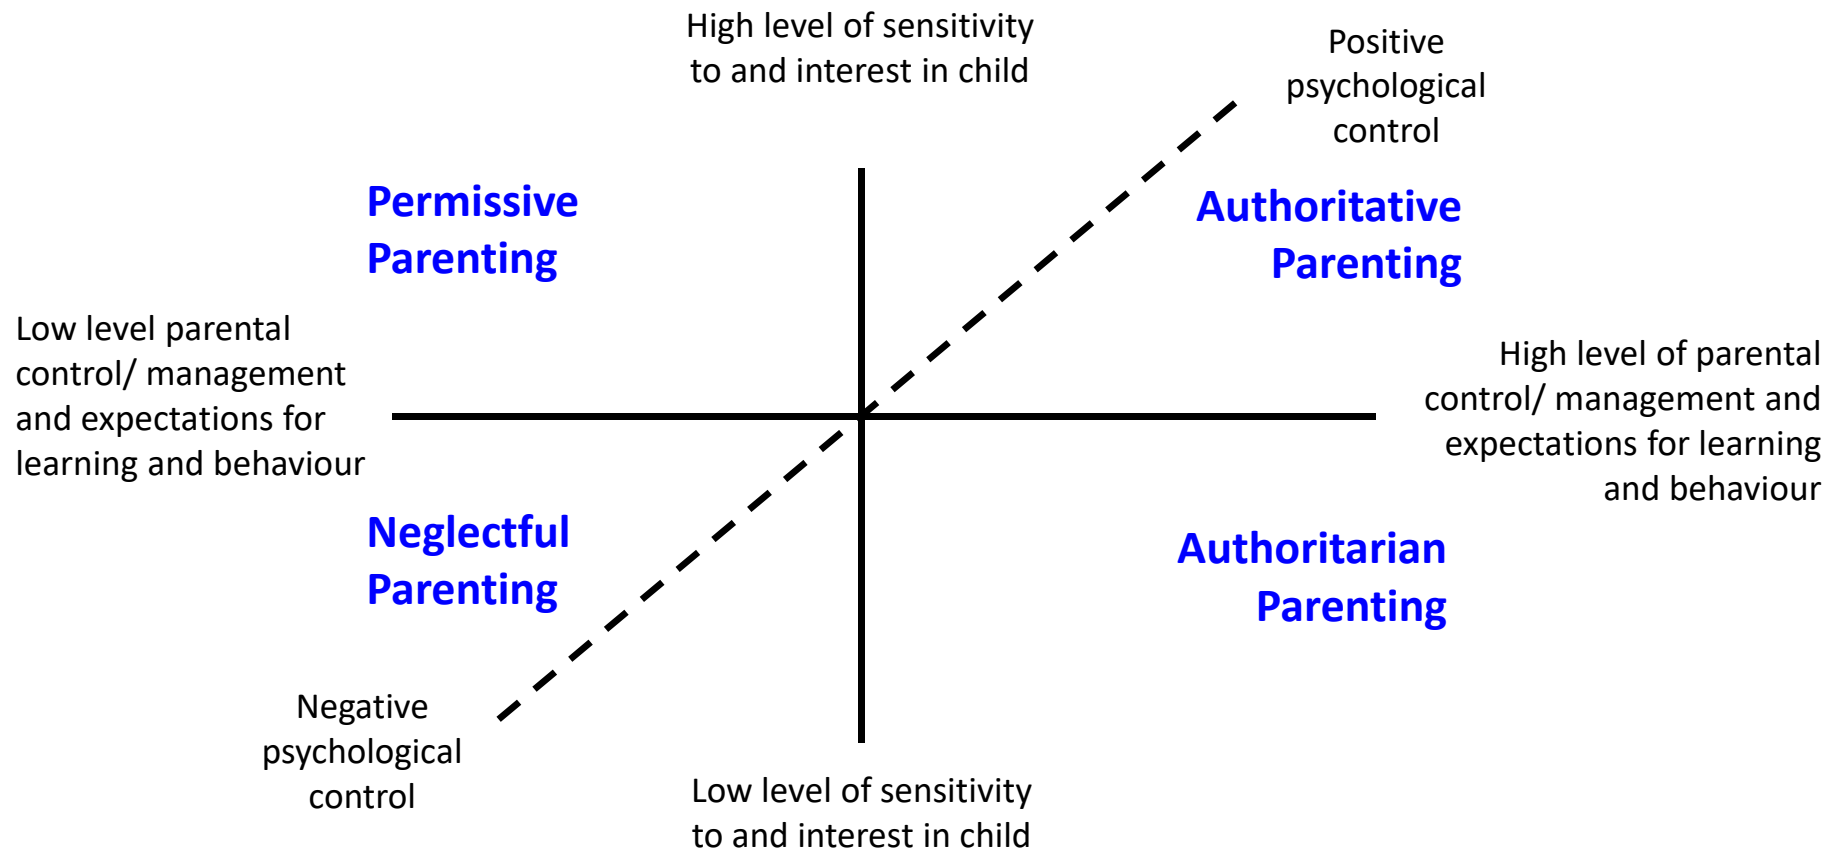 High level of sensitivity
to and interest in child
Positive
psychological
control
Permissive
Parenting
Authoritative
Parenting
Low level parental
control/ management
and expectations for
learning and behaviour
High level of parental
control/ management and
expectations for learning
and behaviour
Neglectful
Parenting
Authoritarian
Parenting
Negative
psychological
control
Low level of sensitivity
to and interest in child